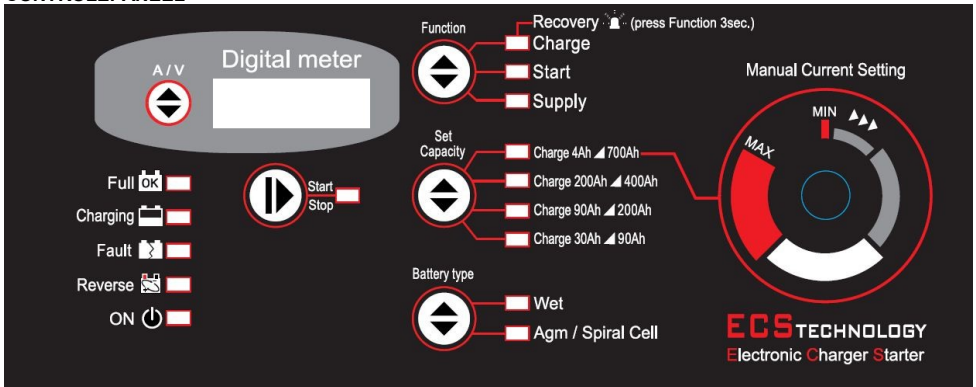 CONTROLEPANEEL
Digital meter
A / V
Full OK
Charging
Fault
Reverse
ON
Start
Stop
Function
Recovery (press Function 3sec.)
Charge
Start
Supply
Set
Capacity
Charge 4Ah 700Ah
Charge 200Ah 400Ah
Charge 90Ah 200Ah
Charge 30Ah 90Ah
Battery type
Wet
Agm / Spiral Cell
Manual Current Setting
MIN
MAX
ECS TECHNOLOGY
Electronic Charger Starter